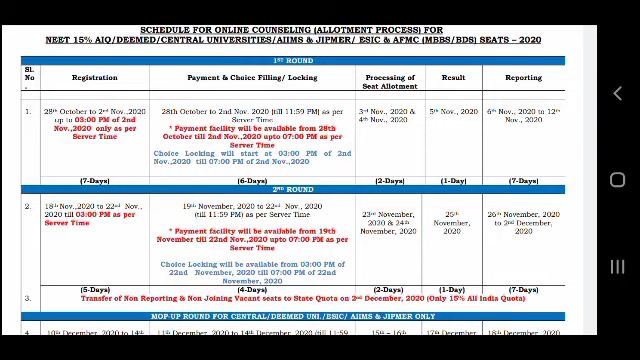 SCHEDULE FOR ONLINE COUNSELING (ALLOTMENT PROCESS) FOR
NEET 15% AIQ/DEEMED/CENTRAL UNIVERSITIES/AIIMS & JIPMER/ ESIC & AFMC (MBBS/BDS) SEATS – 2020
1ST ROUND
Sl.
No
.
Registration
Payment & Choice Filling/ Locking
Processing of
Seat Allotment
Result
Reporting
1.
28th October to 2nd Nov.,2020
up to 03:00 PM of 2nd
Nov.,2020 only as per
Server Time
28th October to 2nd Nov. 2020 (till 11:59 PM) as per
Server Time
* Payment facility will be available from 28th
October till 2nd Nov.,2020 upto 07:00 PM as per
Server Time
Choice Locking will start at 03:00 PM of 2nd
Nov.,2020 till 07:00 PM of 2nd Nov.,2020
3rd Nov., 2020 &
4th Nov., 2020
5th Nov., 2020
6th Nov., 2020 to 12th
Nov., 2020
(7-Days)
(6-Days)
(2-Days)
(1-Day)
(7-Days)
2ND ROUND
2.
18th Nov.,2020 to 22nd Nov.,
2020 till 03:00 PM as per
Server Time
19th November, 2020 to 22nd Nov., 2020
(till 11:59 PM) as per Server Time
* Payment facility will be available from 19th
November till 22nd Nov.,2020 upto 07:00 PM as per
Server Time
Choice Locking will be available from 03:00 PM of
22nd November, 2020 till 07:00 PM of 22nd
November, 2020
23rd November,
2020 & 24th
November, 2020
25th
November,
2020
26th November, 2020
to 2nd December,
2020
(5-Days)
(4-Days)
(2-Days)
(1-Day)
(7-Days)
3.
Transfer of Non Reporting & Non Joining Vacant seats to State Quota on 2nd December, 2020 (Only 15% All India Quota)
MOP-UP ROUND FOR CENTRAL/DEEMED UNI./ESIC/ AIIMS & JIPMER ONLY
4.
10th December, 2020 to 14th
11th December, 2020 to 14th December, 2020 (till 11:59
15th – 16th
17th December
18th December, 2020